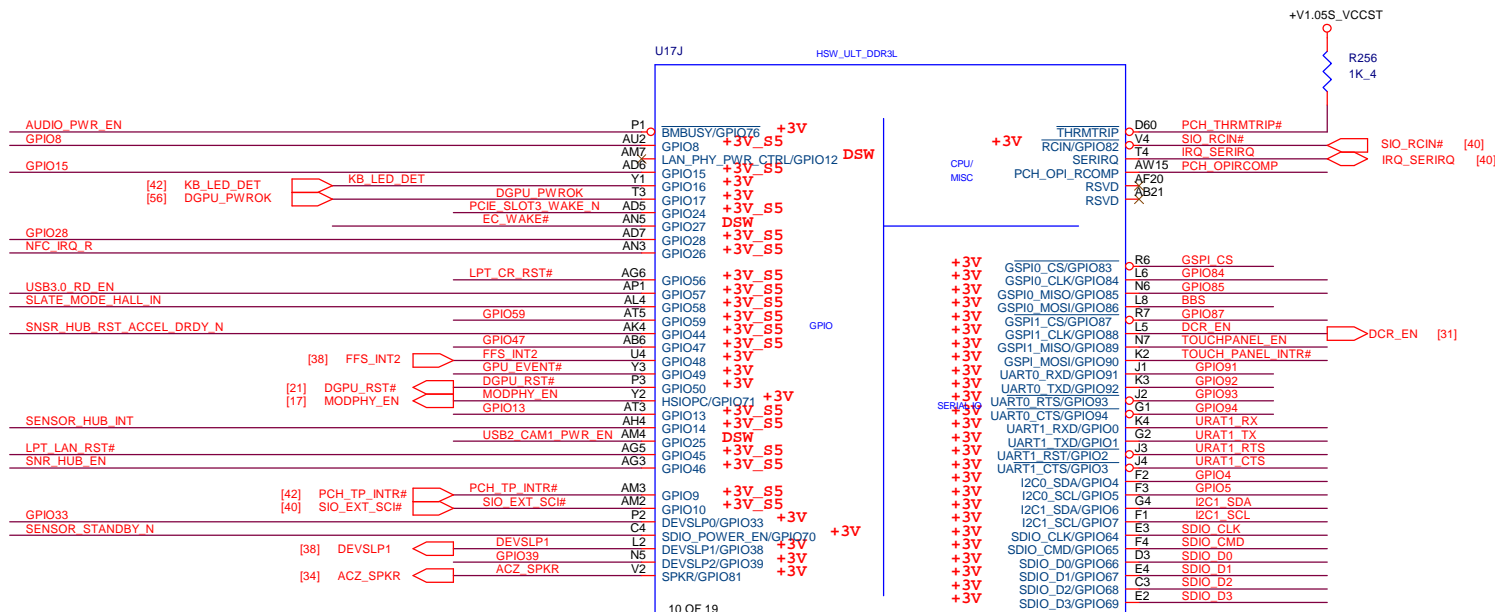 +V1.05S_VCCST
U17J
HSW_ULT_DDR3L
R256
1K_4
AUDIO_PWR_EN P1 BMBUSY/GPIO76 +3V
GPIO8 AU2 GPIO8 +3V_S5
AM7 LAN_PHY_PWR_CTRL/GPIO12 DSW
GPIO15 AD6 GPIO15 +3V_S5
[42] KB_LED_DET KB_LED_DET Y1 GPIO16 +3V
[56] DGPU_PWROK DGPU_PWROK T3 GPIO17 +3V
PCIE_SLOT3_WAKE_N AD5 GPIO24 +3V_S5
EC_WAKE# AN5 GPIO27 DSW
GPIO28 AD7 GPIO28 +3V_S5
NFC_IRQ_R AN3 GPIO26 +3V_S5
LPT_CR_RST# AG6 GPIO56 +3V_S5
USB3.0_RD_EN AP1 GPIO57 +3V_S5
SLATE_MODE_HALL_IN AL4 GPIO58 +3V_S5
GPIO59 AT5 GPIO59 +3V_S5
SNSR_HUB_RST_ACCEL_DRDY_N AK4 GPIO44 +3V_S5
GPIO47 AB6 GPIO47 +3V_S5
[38] FFS_INT2 FFS_INT2 U4 GPIO48 +3V
GPU_EVENT# Y3 GPIO49 +3V
[21] DGPU_RST# DGPU_RST# P3 GPIO50 +3V
[17] MODPHY_EN MODPHY_EN Y2 HSIOPC/GPIO71 +3V
GPIO13 AT3 GPIO13 +3V_S5
SENSOR_HUB_INT AH4 GPIO14 +3V_S5
USB2_CAM1_PWR_EN AM4 GPIO25 DSW
LPT_LAN_RST# AG5 GPIO45 +3V_S5
SNR_HUB_EN AG3 GPIO46 +3V_S5
[42] PCH_TP_INTR# PCH_TP_INTR# AM3 GPIO9 +3V_S5
[40] SIO_EXT_SCI# SIO_EXT_SCI# AM2 GPIO10 +3V_S5
GPIO33 P2 DEVSLP0/GPIO33 +3V
SENSOR_STANDBY_N C4 SDIO_POWER_EN/GPIO70 +3V
[38] DEVSLP1 DEVSLP1 L2 DEVSLP1/GPIO38 +3V
GPIO39 N5 DEVSLP2/GPIO39 +3V
[34] ACZ_SPKR ACZ_SPKR V2 SPKR/GPIO81 +3V
10 OF 19
GPIO
CPU/
MISC
SERIAL IO
THRMTRIP D60 PCH_THRMTRIP#
+3V RCIN/GPIO82 V4 SIO_RCIN# SIO_RCIN# [40]
SERIRQ T4 IRQ_SERIRQ IRQ_SERIRQ [40]
PCH_OPI_RCOMP AW15 PCH_OPIRCOMP
RSVD AF20
RSVD AB21
+3V GSPI0_CS/GPIO83 R6 GSPI_CS
+3V GSPI0_CLK/GPIO84 L6 GPIO84
+3V GSPI0_MISO/GPIO85 N6 GPIO85
+3V GSPI0_MOSI/GPIO86 L8 BBS
+3V GSPI1_CS/GPIO87 R7 GPIO87
+3V GSPI1_CLK/GPIO88 L5 DCR_EN DCR_EN [31]
+3V GSPI1_MISO/GPIO89 N7 TOUCHPANEL_EN
+3V GSPI_MOSI/GPIO90 K2 TOUCH_PANEL_INTR#
+3V UART0_RXD/GPIO91 J1 GPIO91
+3V UART0_TXD/GPIO92 K3 GPIO92
+3V UART0_RTS/GPIO93 J2 GPIO93
+3V UART0_CTS/GPIO94 G1 GPIO94
+3V UART1_RXD/GPIO0 K4 URAT1_RX
+3V UART1_TXD/GPIO1 G2 URAT1_TX
+3V UART1_RST/GPIO2 J3 URAT1_RTS
+3V UART1_CTS/GPIO3 J4 URAT1_CTS
+3V I2C0_SDA/GPIO4 F2 GPIO4
+3V I2C0_SCL/GPIO5 F3 GPIO5
+3V I2C1_SDA/GPIO6 G4 I2C1_SDA
+3V I2C1_SCL/GPIO7 F1 I2C1_SCL
+3V SDIO_CLK/GPIO64 E3 SDIO_CLK
+3V SDIO_CMD/GPIO65 F4 SDIO_CMD
+3V SDIO_D0/GPIO66 D3 SDIO_D0
+3V SDIO_D1/GPIO67 E4 SDIO_D1
+3V SDIO_D2/GPIO68 C3 SDIO_D2
+3V SDIO_D3/GPIO69 E2 SDIO_D3